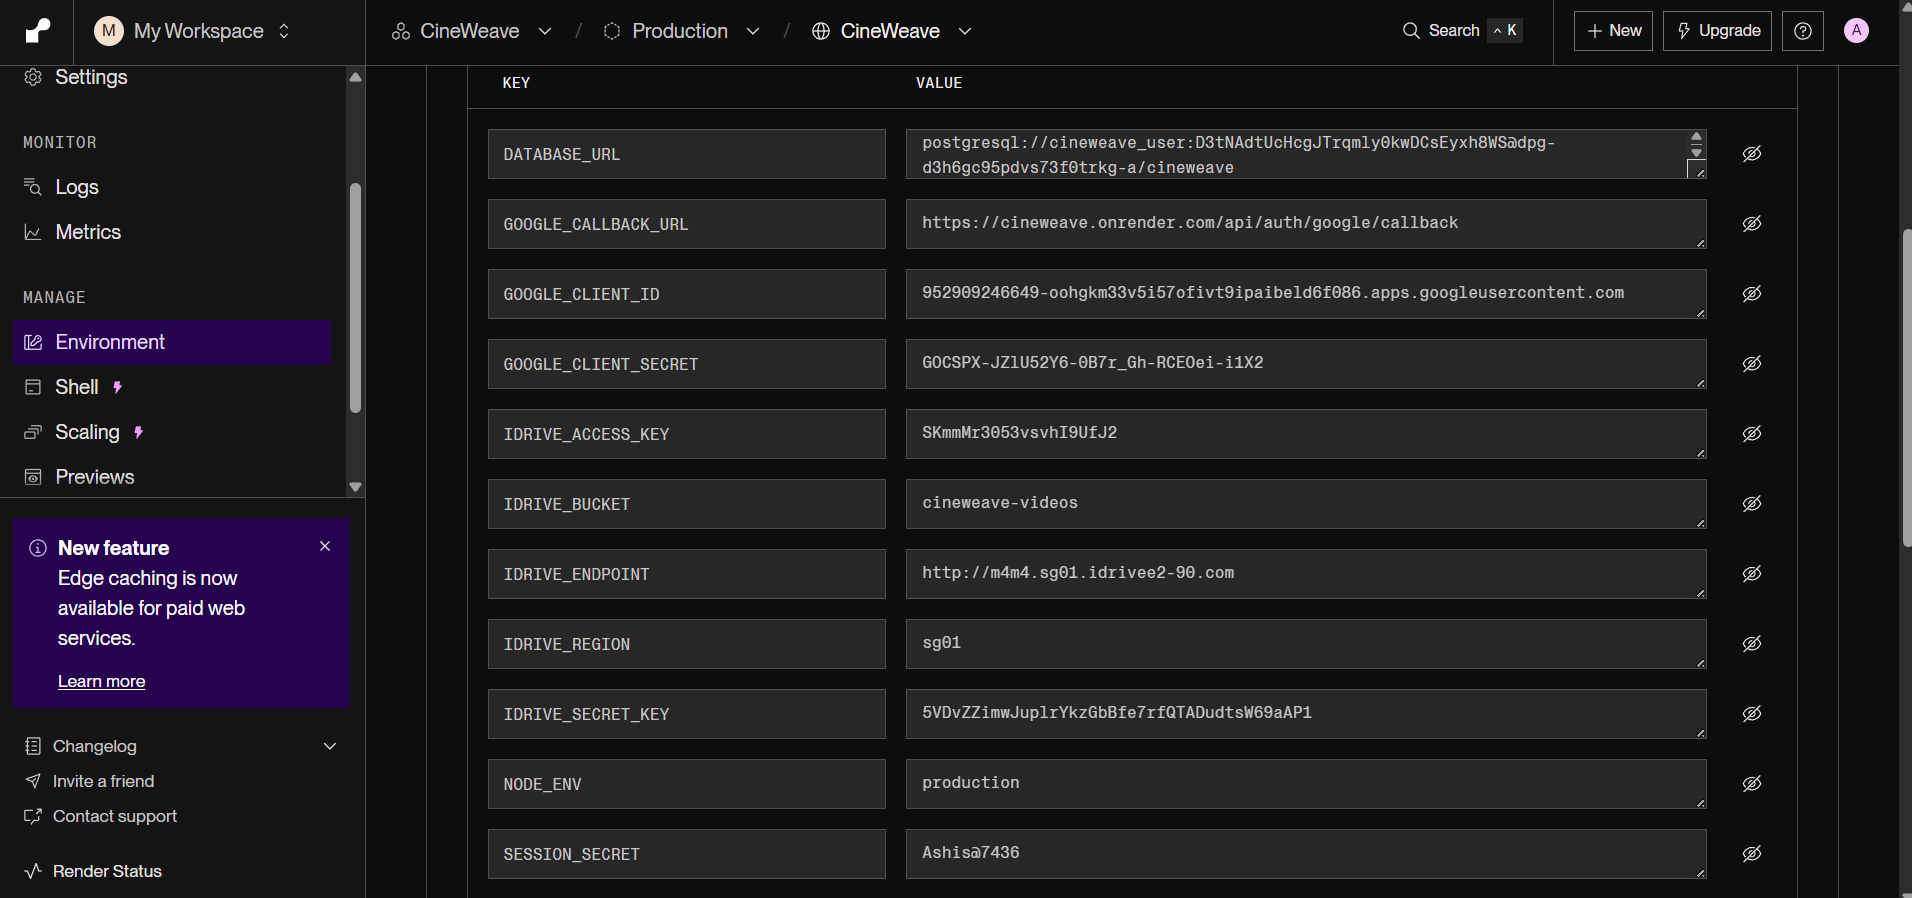 M My Workspace
CineWeave / Production / CineWeave
Search ^ K
+ New
Upgrade
A
Settings
MONITOR
Logs
Metrics
MANAGE
Environment
Shell
Scaling
Previews
New feature
Edge caching is now
available for paid web
services.
Learn more
Changelog
Invite a friend
Contact support
Render Status
KEY VALUE
DATABASE_URL postgresql://cineweave_user:D3tNAdtUcHcgJTrqmly0kwDCsEyxh8WS@dpg-
d3h6gc95pdvs73f0trkg-a/cineweave
GOOGLE_CALLBACK_URL https://cineweave.onrender.com/api/auth/google/callback
GOOGLE_CLIENT_ID 952909246649-oohgkm33v5i57ofivt9ipaibeld6f086.apps.googleusercontent.com
GOOGLE_CLIENT_SECRET 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
IDRIVE_ACCESS_KEY SKmmMr3053vsvhI9UfJ2
IDRIVE_BUCKET cineweave-videos
IDRIVE_ENDPOINT http://m4m4.sg01.idrivee2-90.com
IDRIVE_REGION sg01
IDRIVE_SECRET_KEY 5VDvZZimwJuplrYkzGbBfe7rfQTADudtsW69aAP1
NODE_ENV production
SESSION_SECRET Ashis@7436